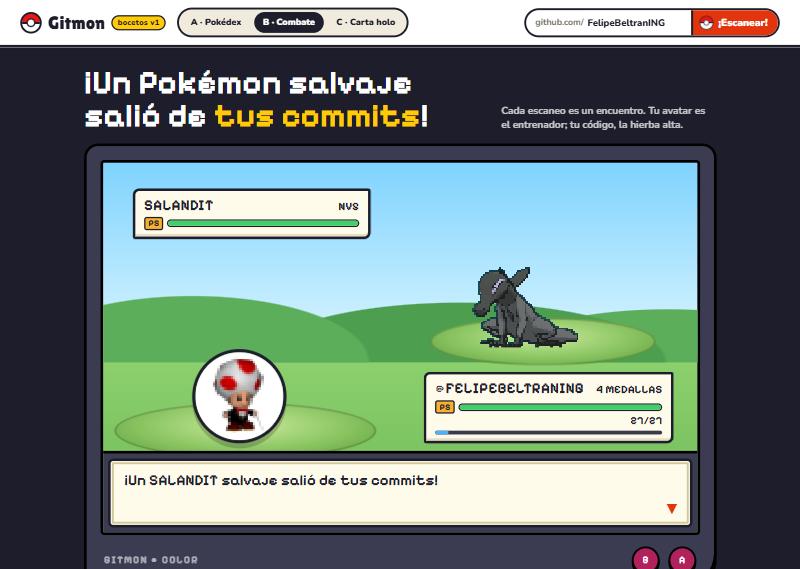 Gitmon
bocetos v1
A · Pokédex
B · Combate
C · Carta holo
github.com/ FelipeBeltranING
¡Escanear!
¡Un Pokémon salvaje
salió de tus commits!
Cada escaneo es un encuentro. Tu avatar es
el entrenador; tu código, la hierba alta.
SALANDIT NV5
PS
@FELIPEBELTRANING 4 MEDALLAS
PS
87/87
¡Un SALANDIT salvaje salió de tus commits!
GITMON • COLOR
B A